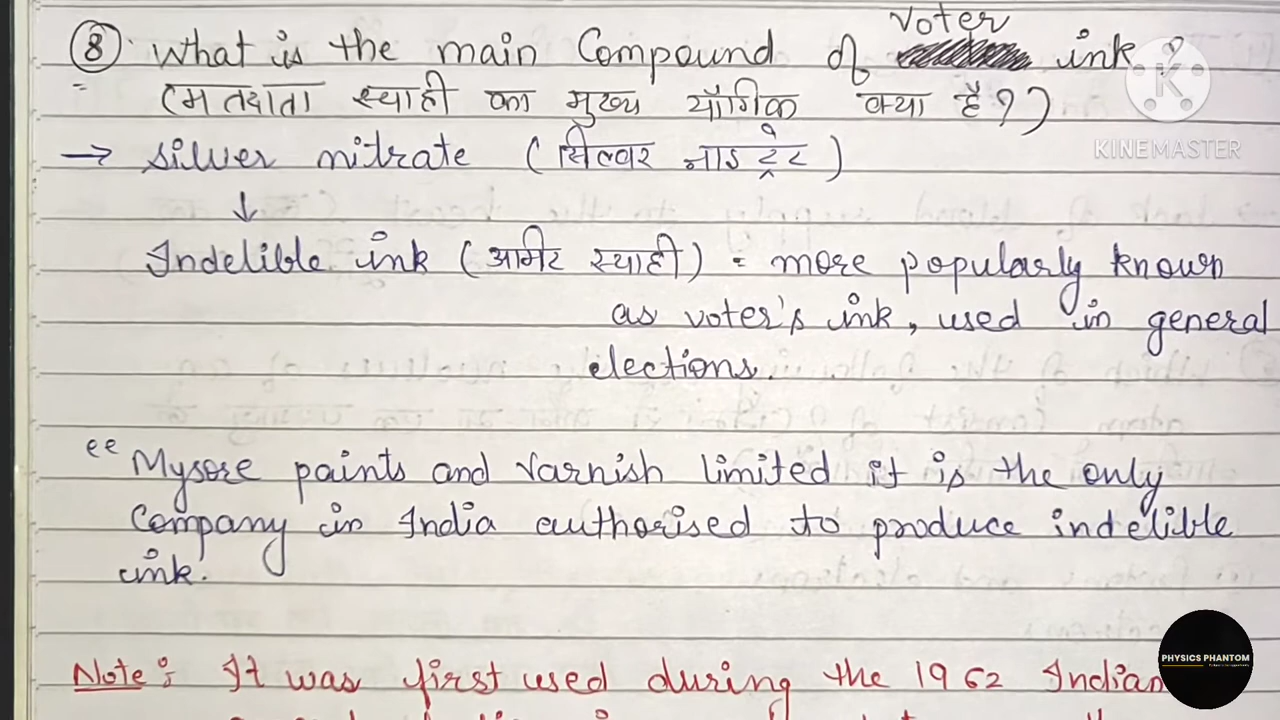 voter
⑧ What is the main Compound of ink ?
(मतदाता स्याही का मुख्य यौगिक क्या है?)
→ silver nitrate (सिल्वर नाइट्रेट)
↓
Indelible ink (अमिट स्याही) = more popularly known
as voter's ink, used in general
elections.
"Mysore paints and varnish limited it is the only
Company in India authorised to produce indelible
ink.
Note: It was first used during the 1962 Indian
KINEMASTER
PHYSICS PHANTOM